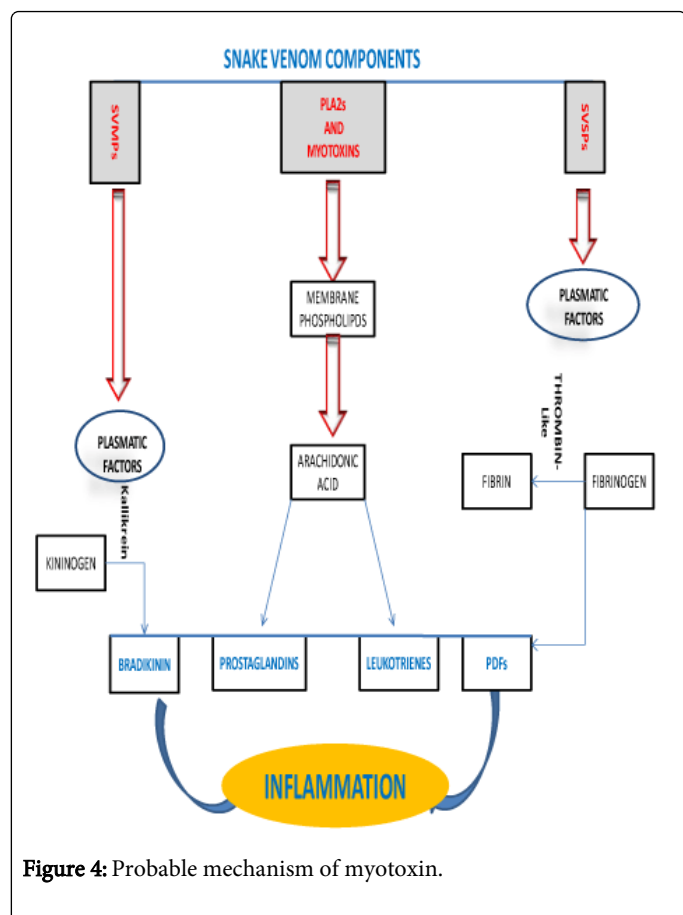 SNAKE VENOM COMPONENTS
SVMPs
PLA2s
AND
MYOTOXINS
SVSPs
MEMBRANE
PHOSPHOLIPDS
PLASMATIC
FACTORS
THROMBIN-
Like
PLASMATIC
FACTORS
Kallikrein
ARACHIDONIC
ACID
FIBRIN
FIBRINOGEN
KININOGEN
BRADIKININ
PROSTAGLANDINS
LEUKOTRIENES
PDFs
INFLAMMATION
Figure 4: Probable mechanism of myotoxin.